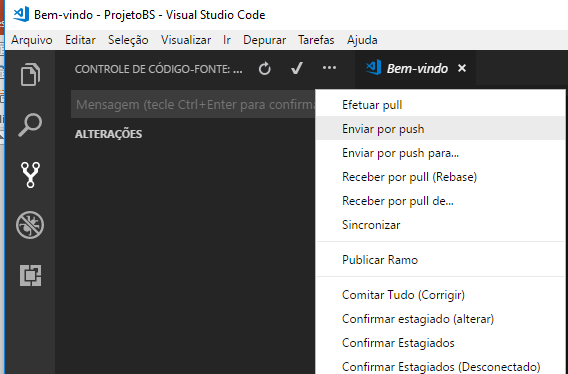 Bem-vindo - ProjetoBS - Visual Studio Code
Arquivo Editar Seleção Visualizar Ir Depurar Tarefas Ajuda
CONTROLE DE CÓDIGO-FONTE: ...
Bem-vindo
Mensagem (tecle Ctrl+Enter para confirma
ALTERAÇÕES
Efetuar pull
Enviar por push
Enviar por push para...
Receber por pull (Rebase)
Receber por pull de...
Sincronizar
Publicar Ramo
Comitar Tudo (Corrigir)
Confirmar estagiado (alterar)
Confirmar Estagiados
Confirmar Estagiados (Desconectado)